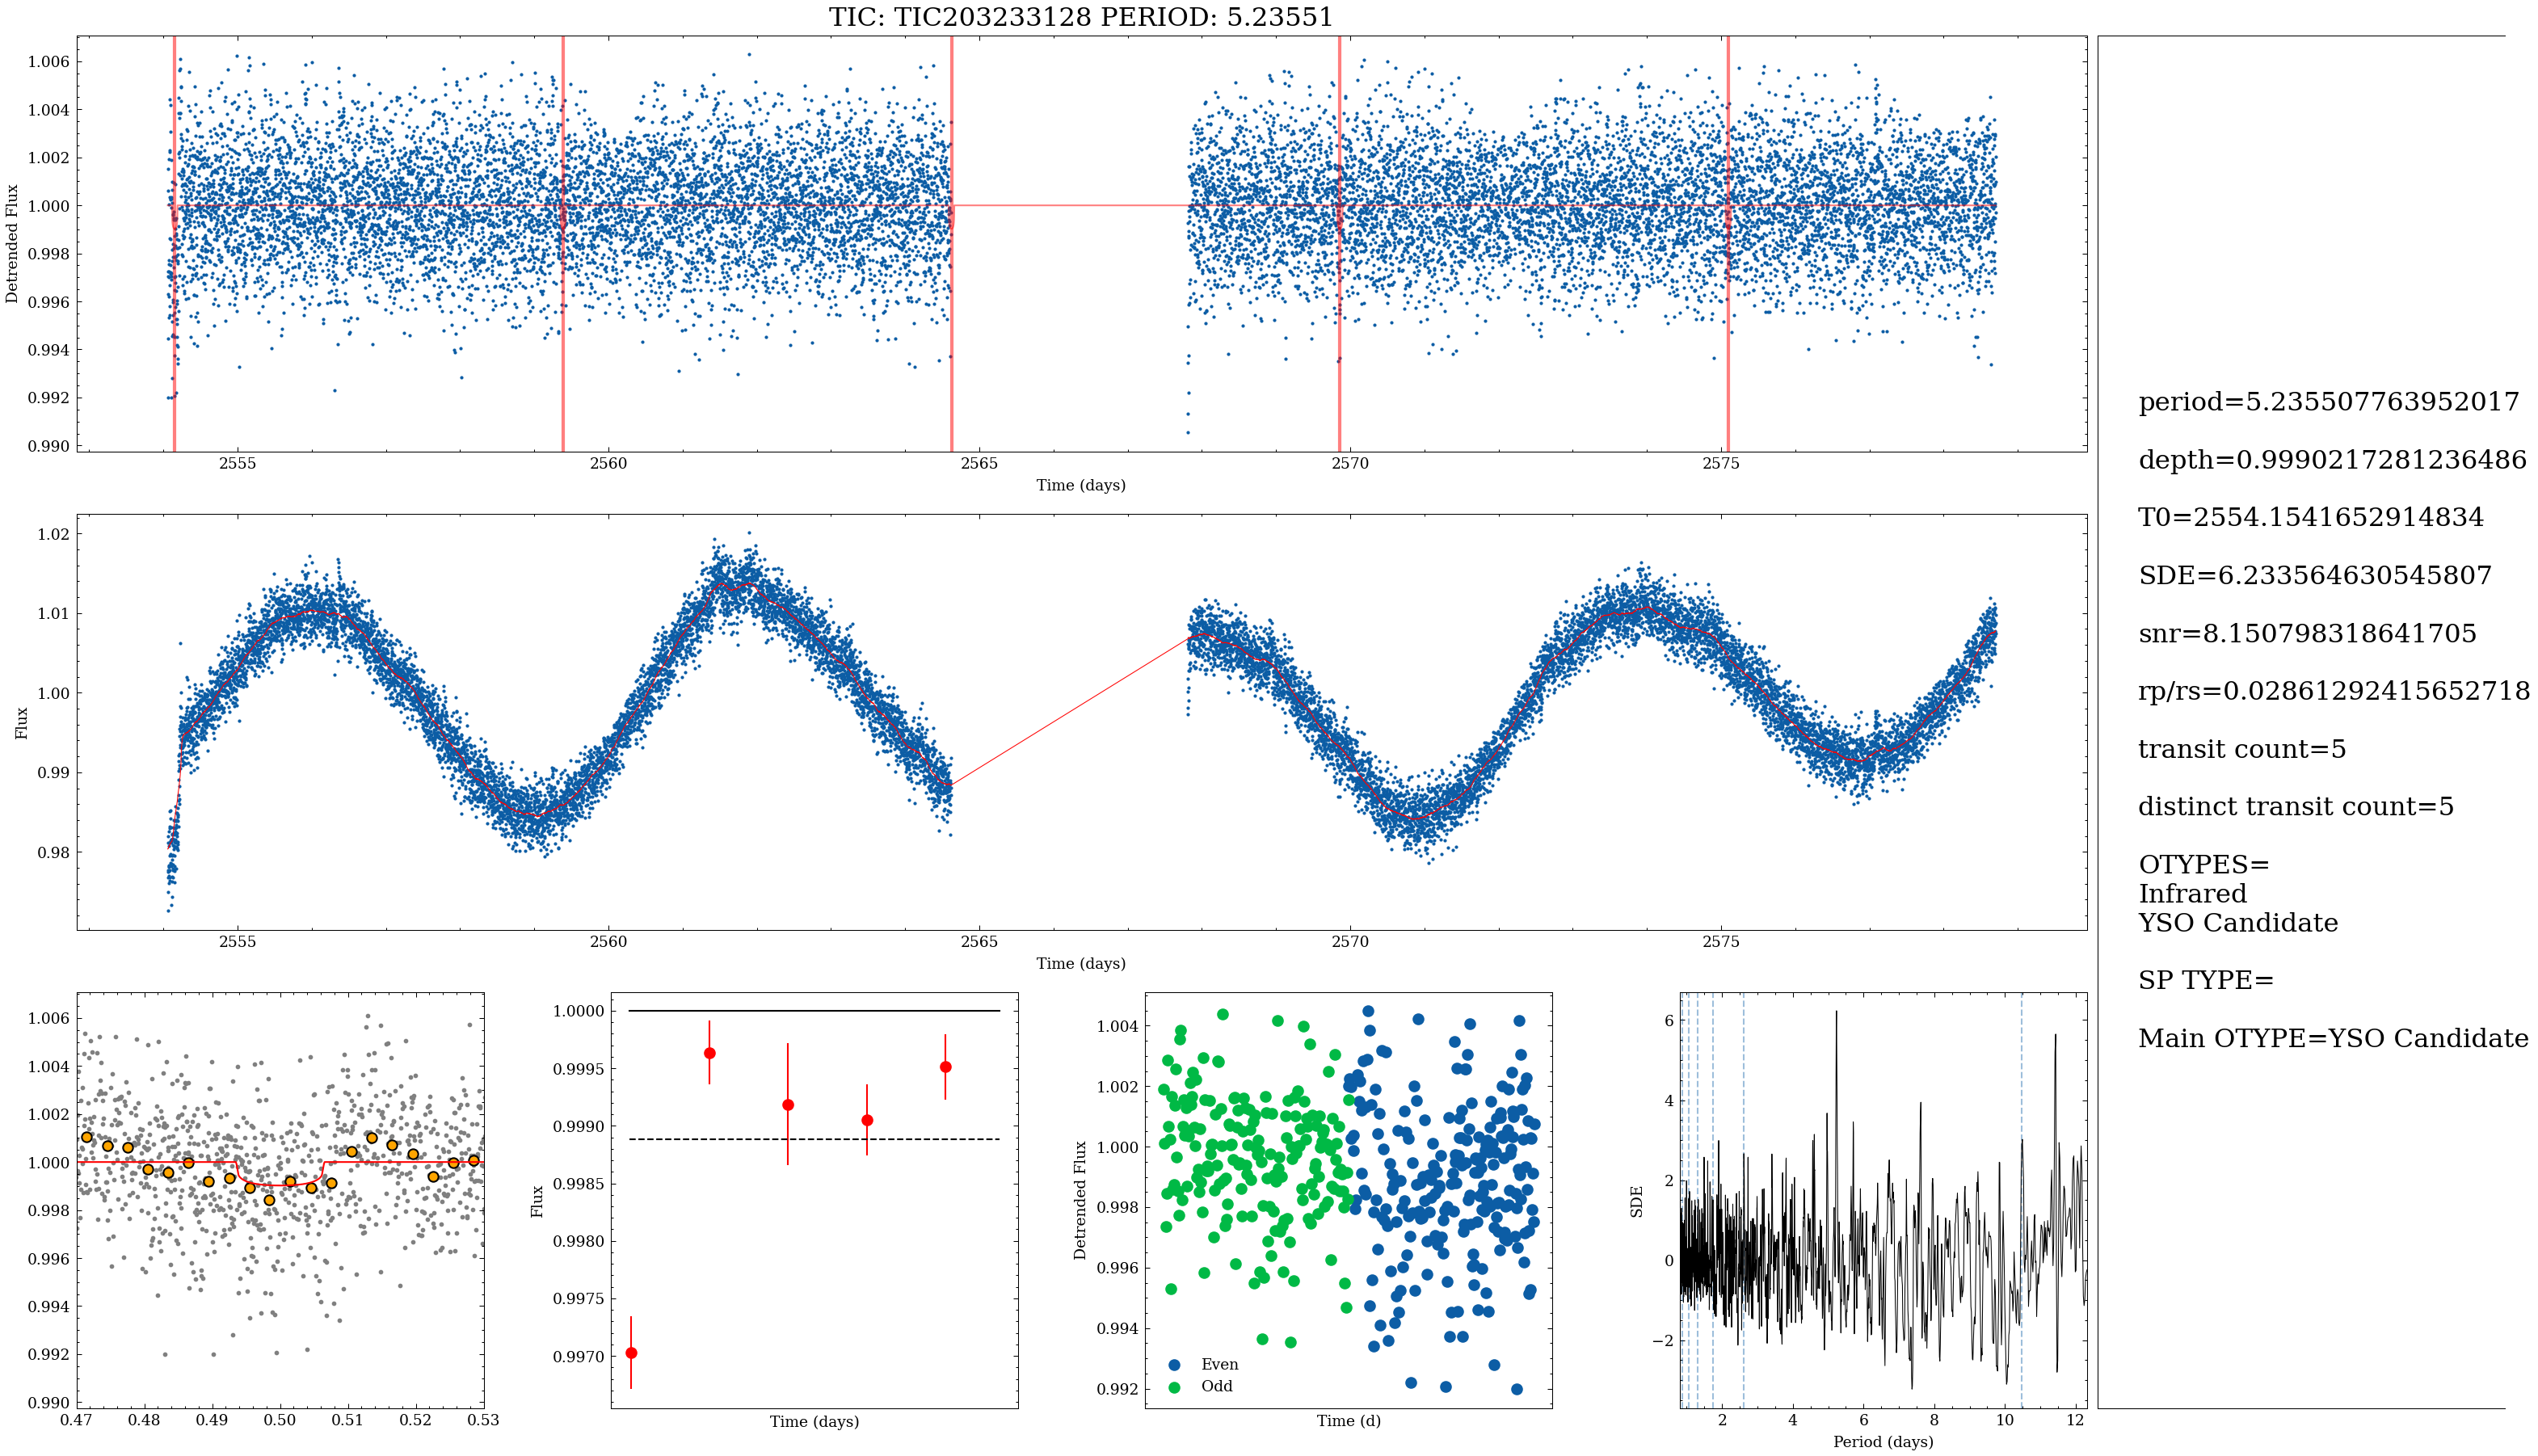 TIC: TIC203233128 PERIOD: 5.23551
1.006
1.004
1.002
1.000
0.998
0.996
0.994
0.992
0.990
Detrended Flux
2555
2560
2565
2570
2575
Time (days)
1.02
1.01
1.00
0.99
0.98
Flux
2555
2560
2565
2570
2575
Time (days)
1.006
1.004
1.002
1.000
0.998
0.996
0.994
0.992
0.990
0.47
0.48
0.49
0.50
0.51
0.52
0.53
1.0000
0.9995
0.9990
0.9985
0.9980
0.9975
0.9970
Flux
Time (days)
1.004
1.002
1.000
0.998
0.996
0.994
0.992
Detrended Flux
Even
Odd
Time (d)
6
4
2
0
−2
SDE
2
4
6
8
10
12
Period (days)
period=5.235507763952017
depth=0.9990217281236486
T0=2554.1541652914834
SDE=6.233564630545807
snr=8.150798318641705
rp/rs=0.02861292415652718
transit count=5
distinct transit count=5
OTYPES=
Infrared
YSO Candidate
SP TYPE=
Main OTYPE=YSO Candidate